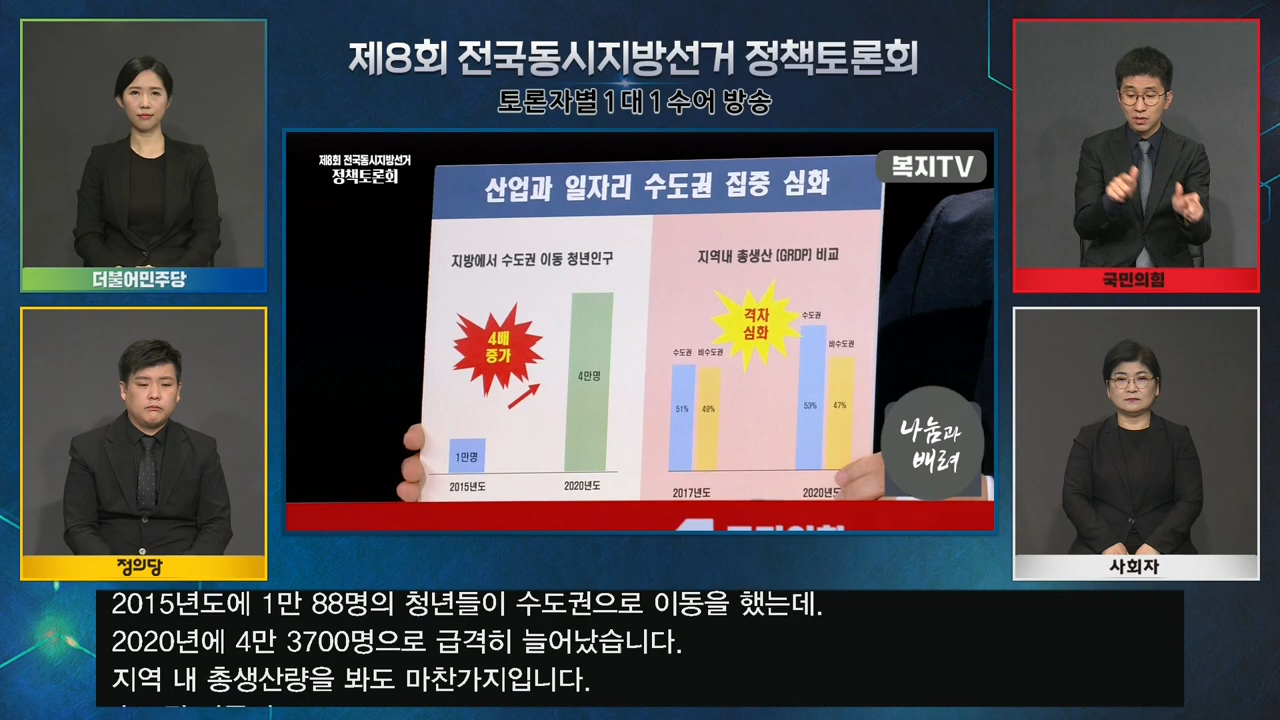 제8회 전국동시지방선거 정책토론회
토론자별 1대1 수어 방송
더불어민주당
국민의힘
정의당
사회자
제8회 전국동시지방선거
정책토론회
복지TV
산업과 일자리 수도권 집중 심화
지방에서 수도권 이동 청년인구
4배
증가
1만명
4만명
2015년도
2020년도
지역내 총생산 (GRDP) 비교
격차
심화
수도권 비수도권
51% 49%
수도권
비수도권
53% 47%
2017년도
2020년도
나눔과
배려
2015년도에 1만 88명의 청년들이 수도권으로 이동을 했는데.
2020년에 4만 3700명으로 급격히 늘어났습니다.
지역 내 총생산량을 봐도 마찬가지입니다.